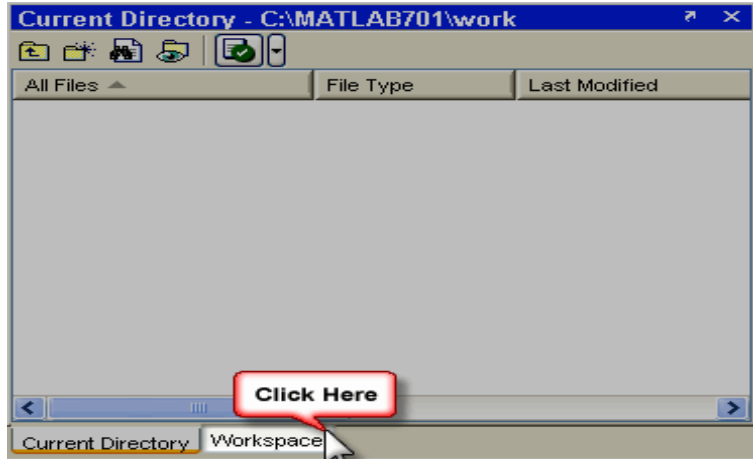 Current Directory - C:\MATLAB701\work
All Files File Type Last Modified
Click Here
Current Directory Workspace